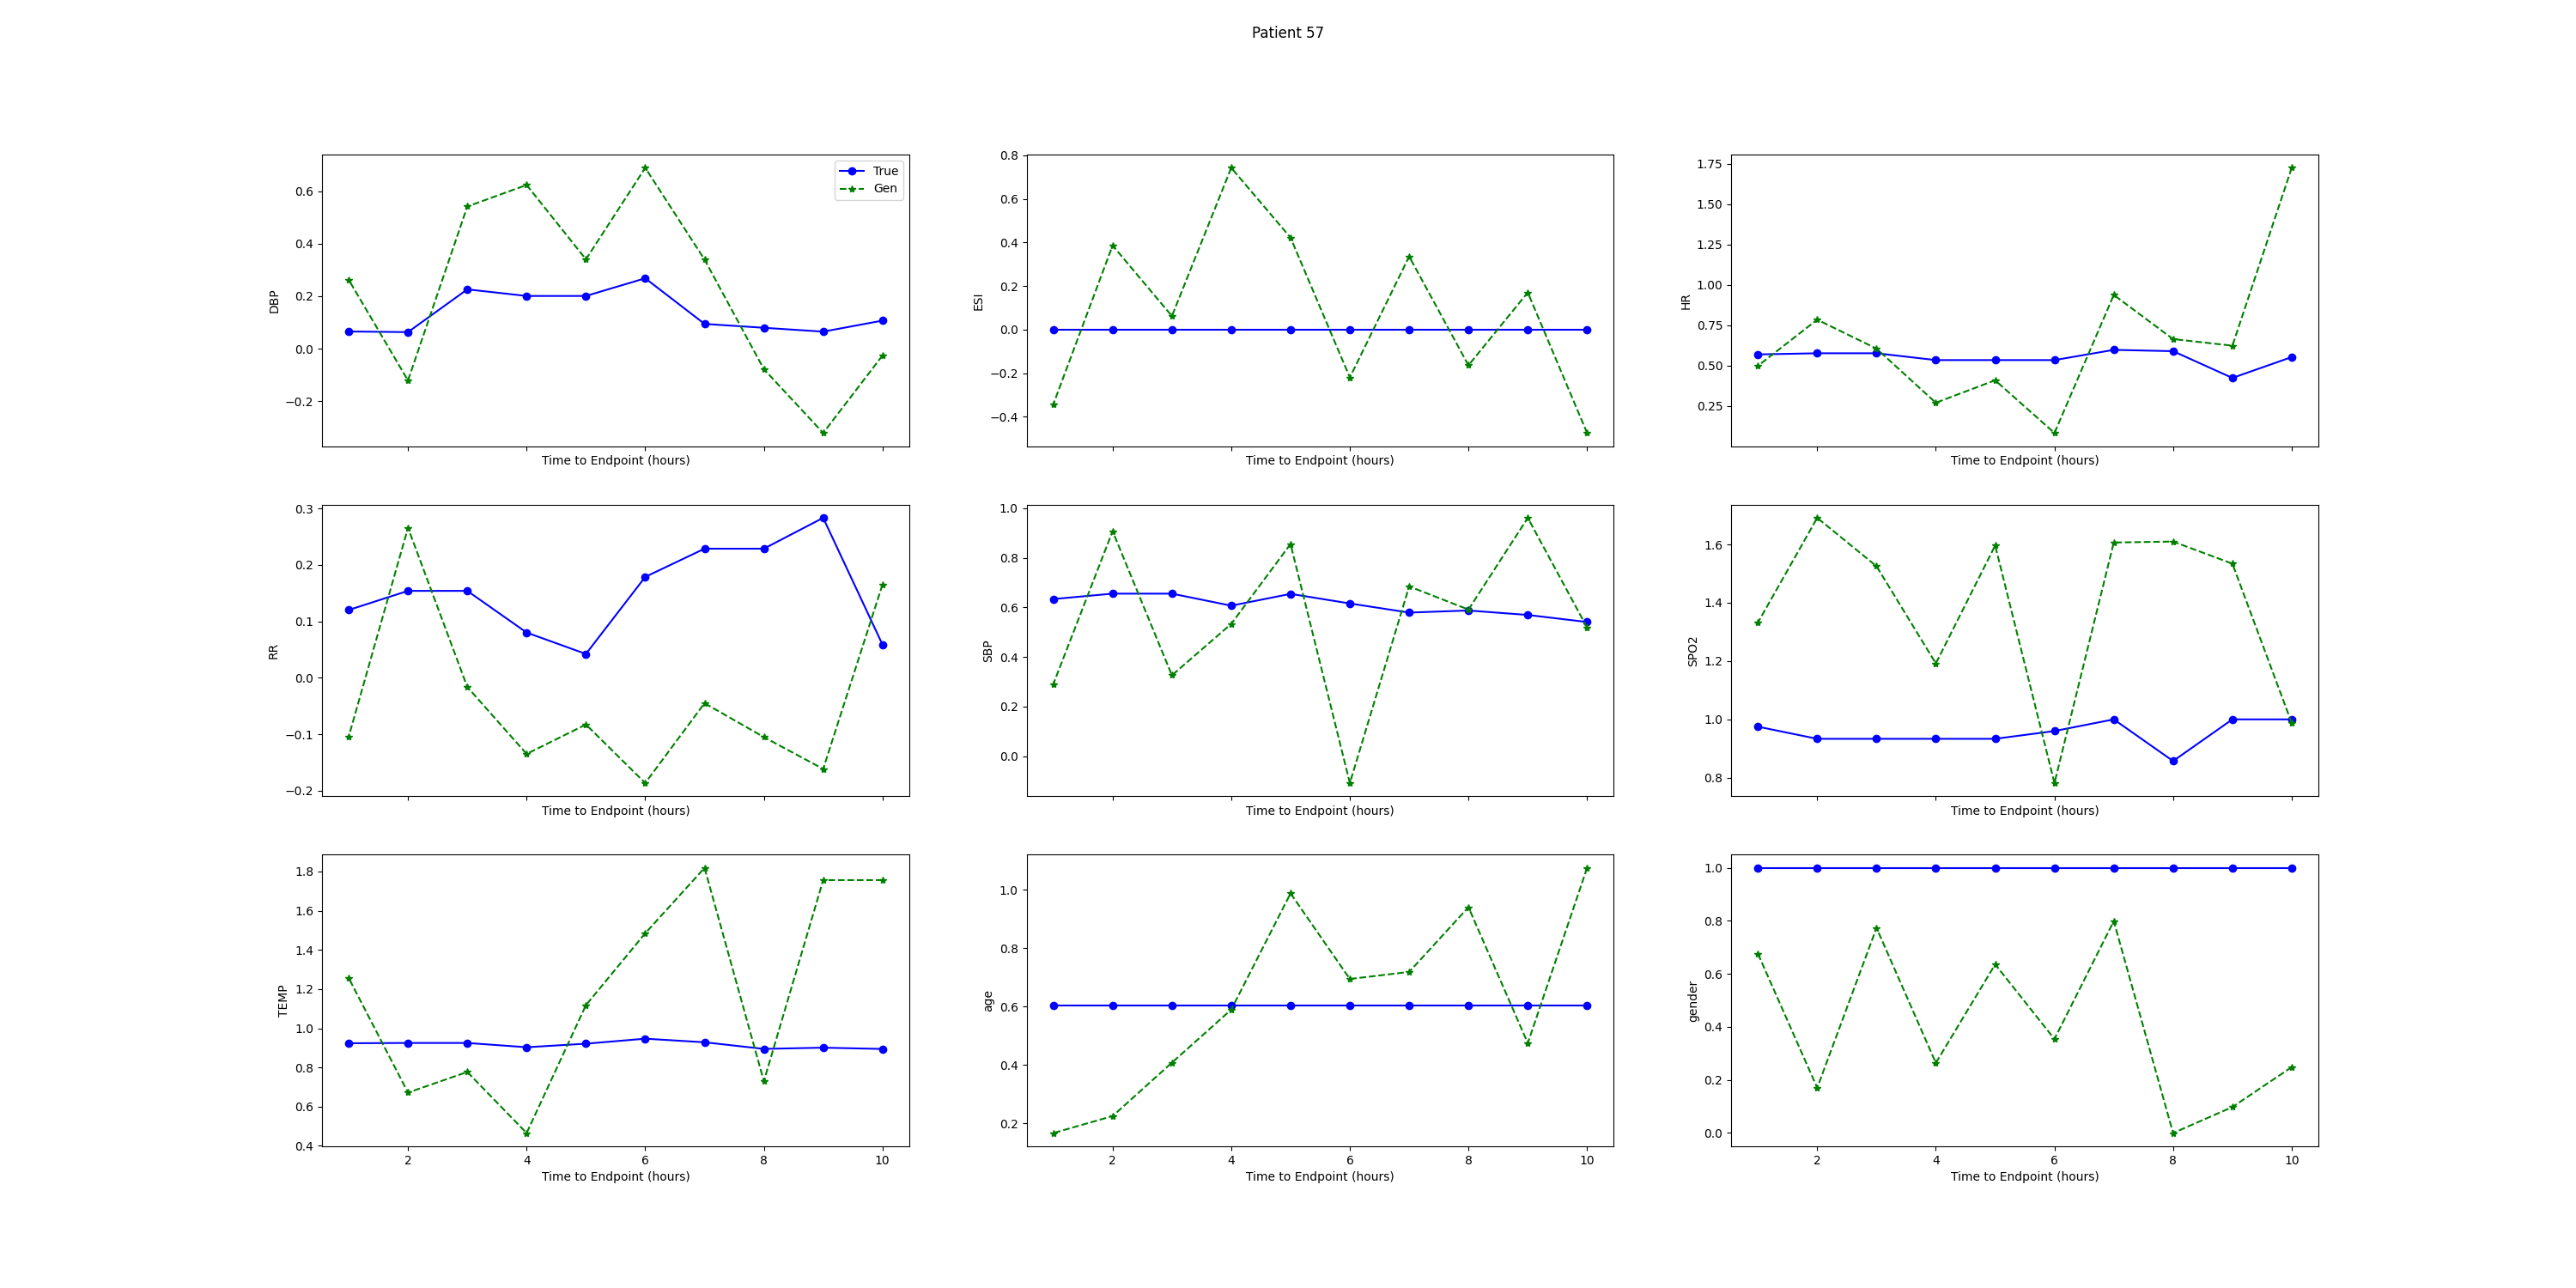 Patient 57
True
Gen
DBP
0.6
0.4
0.2
0.0
−0.2
Time to Endpoint (hours)
ESI
0.8
0.6
0.4
0.2
0.0
−0.2
−0.4
Time to Endpoint (hours)
HR
1.75
1.50
1.25
1.00
0.75
0.50
0.25
Time to Endpoint (hours)
RR
0.3
0.2
0.1
0.0
−0.1
−0.2
Time to Endpoint (hours)
SBP
1.0
0.8
0.6
0.4
0.2
0.0
Time to Endpoint (hours)
SPO2
1.6
1.4
1.2
1.0
0.8
Time to Endpoint (hours)
TEMP
1.8
1.6
1.4
1.2
1.0
0.8
0.6
0.4
2 4 6 8 10
Time to Endpoint (hours)
age
1.0
0.8
0.6
0.4
0.2
2 4 6 8 10
Time to Endpoint (hours)
gender
1.0
0.8
0.6
0.4
0.2
0.0
2 4 6 8 10
Time to Endpoint (hours)